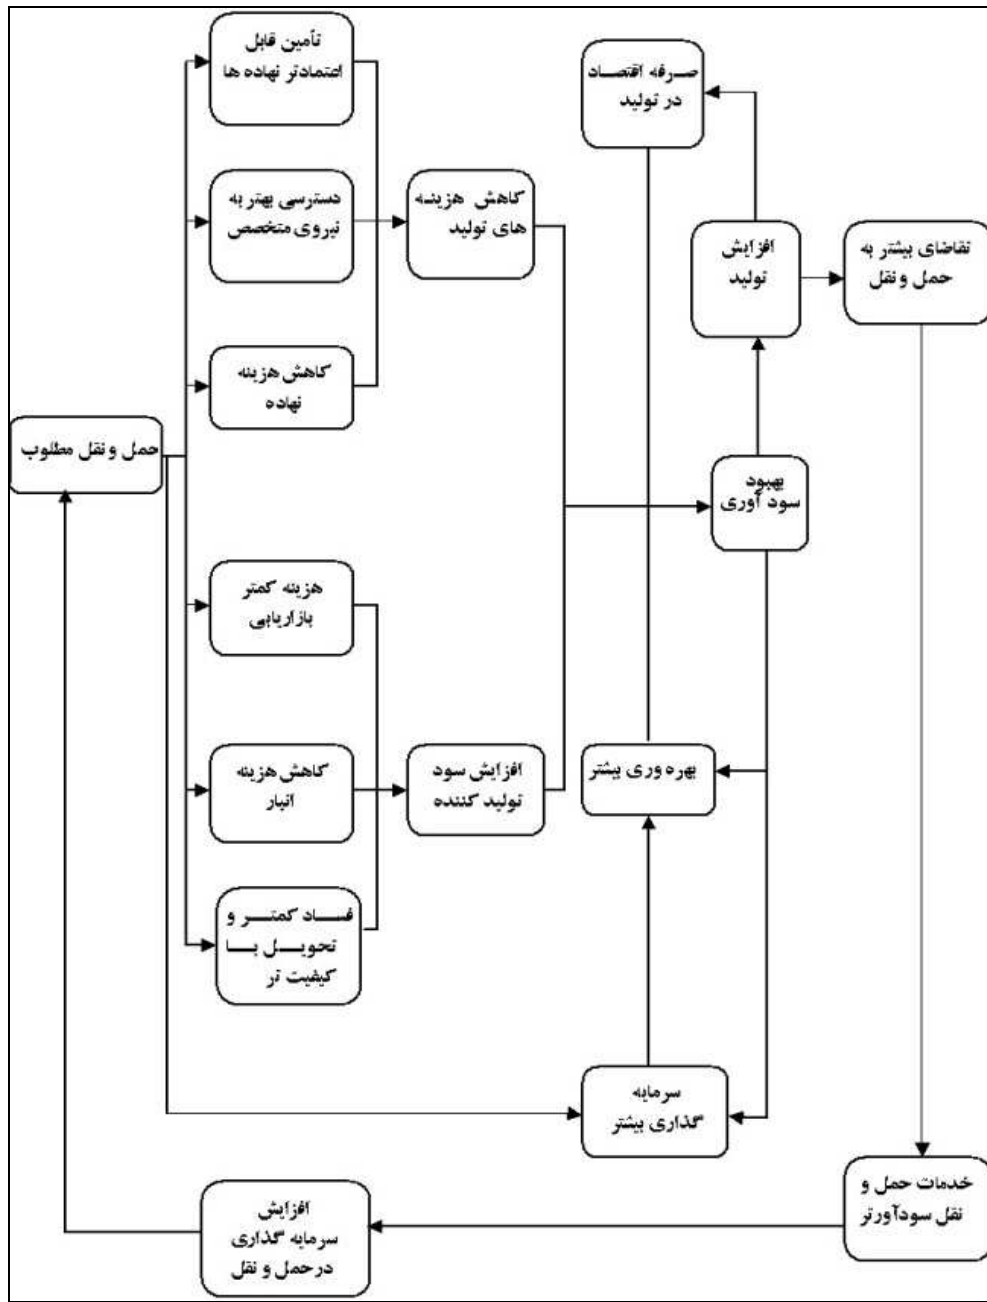 تأمین قابل
اعتمادتر نهاده ها
صرفه اقتصاد
در تولید
دسترسی بهتر به
نیروی متخصص
کاهش هزینه
های تولید
افزایش
تولید
تقاضای بیشتر به
حمل و نقل
کاهش هزینه
نهاده
حمل و نقل مطلوب
بهبود
سود آوری
هزینه کمتر
بازاریابی
کاهش هزینه
انبار
افزایش سود
تولید کننده
بهره وری بیشتر
فساد کمتر و
تحویل با
کیفیت تر
سرمایه
گذاری بیشتر
خدمات حمل و
نقل سودآورتر
افزایش
سرمایه گذاری
درحمل و نقل